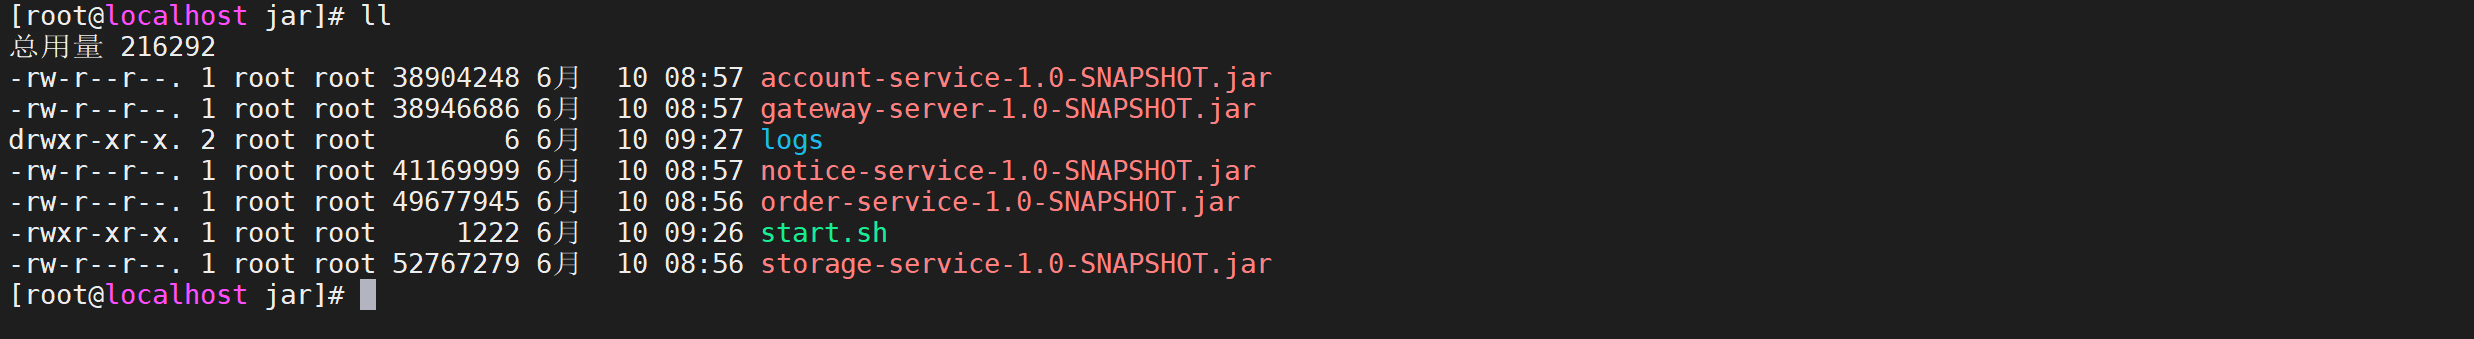 [root@localhost jar]# ll
总用量 216292
-rw-r--r--. 1 root root 38904248 6月  10 08:57 account-service-1.0-SNAPSHOT.jar
-rw-r--r--. 1 root root 38946686 6月  10 08:57 gateway-server-1.0-SNAPSHOT.jar
drwxr-xr-x. 2 root root        6 6月  10 09:27 logs
-rw-r--r--. 1 root root 41169999 6月  10 08:57 notice-service-1.0-SNAPSHOT.jar
-rw-r--r--. 1 root root 49677945 6月  10 08:56 order-service-1.0-SNAPSHOT.jar
-rwxr-xr-x. 1 root root     1222 6月  10 09:26 start.sh
-rw-r--r--. 1 root root 52767279 6月  10 08:56 storage-service-1.0-SNAPSHOT.jar
[root@localhost jar]#